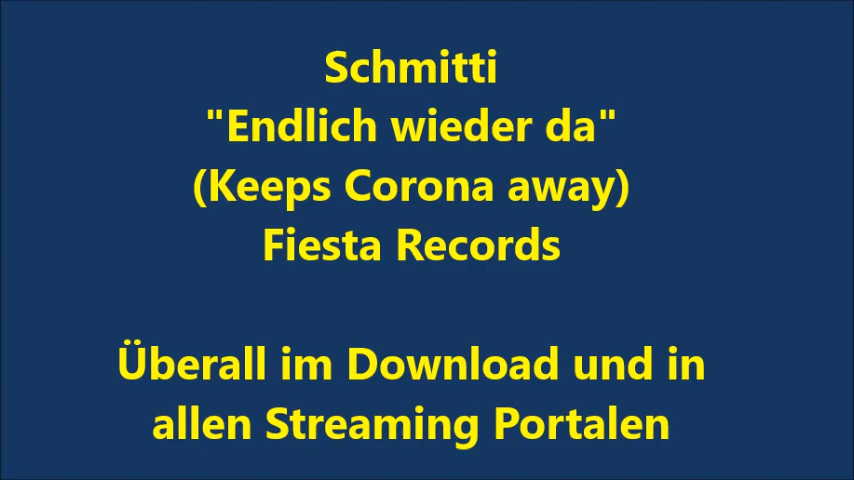 Schmitti
"Endlich wieder da"
(Keeps Corona away)
Fiesta Records
Überall im Download und in
allen Streaming Portalen